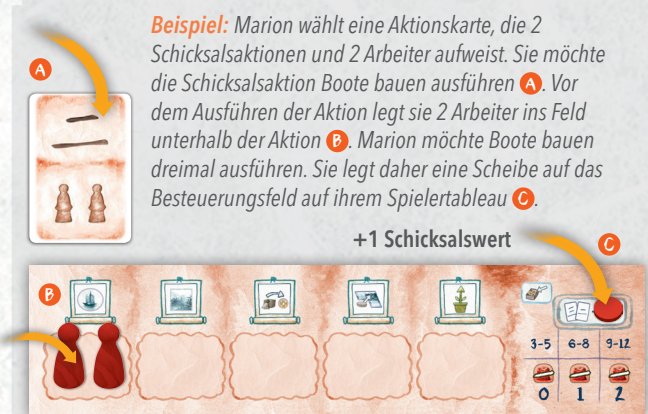 Beispiel: Marion wählt eine Aktionskarte, die 2
Schicksalsaktionen und 2 Arbeiter aufweist. Sie möchte
die Schicksalsaktion Boote bauen ausführen A. Vor
dem Ausführen der Aktion legt sie 2 Arbeiter ins Feld
unterhalb der Aktion B. Marion möchte Boote bauen
dreimal ausführen. Sie legt daher eine Scheibe auf das
Besteuerungsfeld auf ihrem Spielertableau C.
A
二
+1 Schicksalswert
C
B
3-5 6-8 9-12
0 1 2